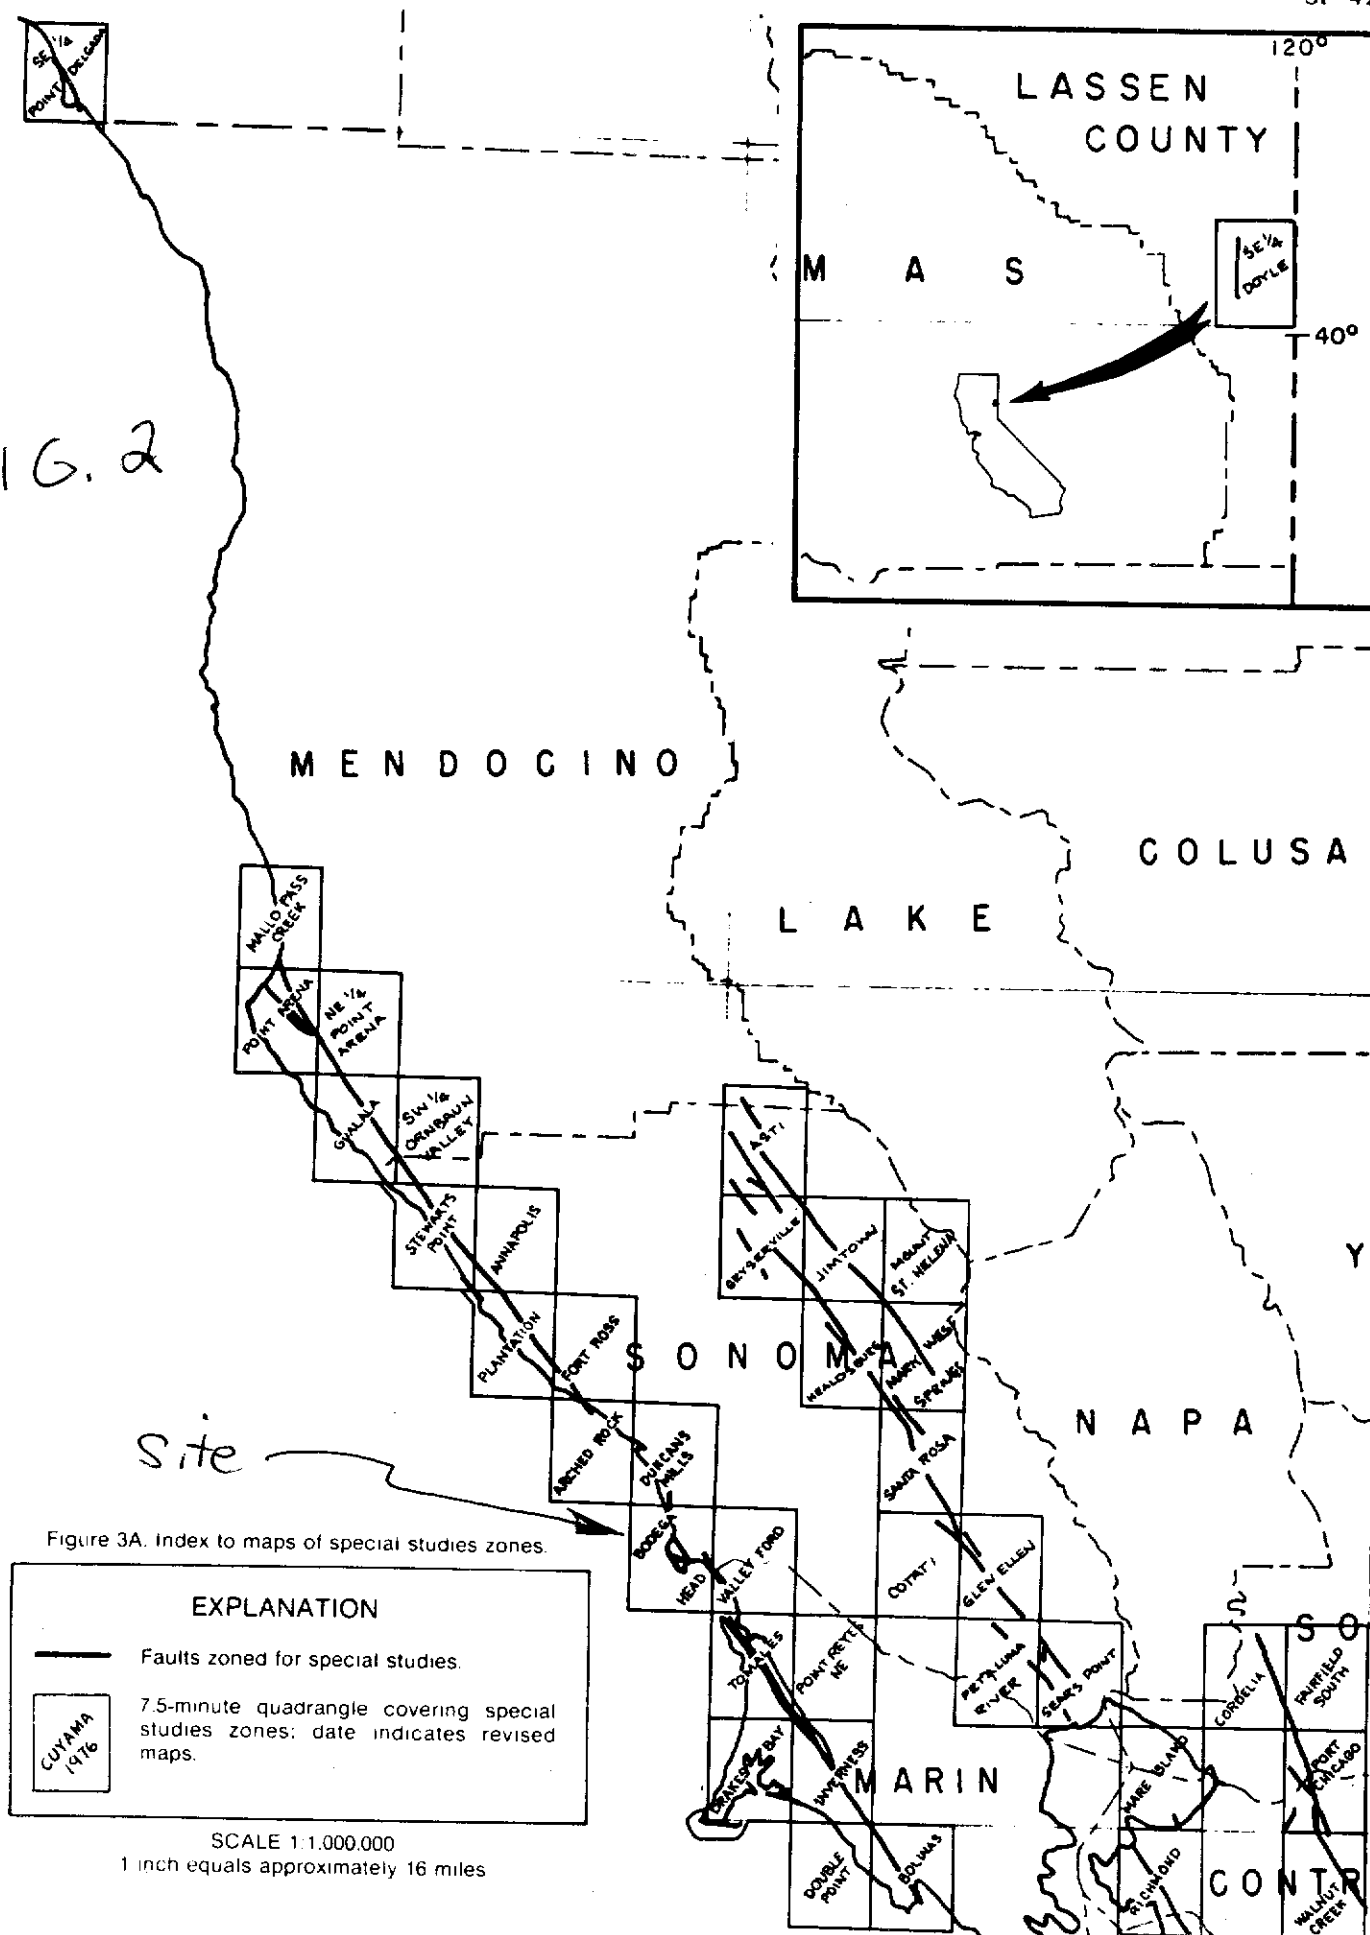 SE 1/4
POINT DELGADA
120°
LASSEN
COUNTY
MAS
SE 1/4
DOYLE
40°
IG. 2
MENDOCINO
COLUSA
LAKE
MALLO PASS
CREEK
POINT ARENA
NE 1/4
POINT
ARENA
GUALALA
SW 1/4
ORNBAUN
VALLEY
ASTI
STEWARTS
POINT
ANNAPOLIS
GEYSERVILLE
JIMTOWN
MOUNT
ST. HELENA
Y
PLANTATION
FORT ROSS
SONOMA
HEALDSBURG
MARK WEST
SPRINGS
NAPA
Site
ARCHED ROCK
DUNCANS
MILLS
SANTA ROSA
BODEGA
HEAD
VALLEY FORD
COTATI
GLEN ELLEN
Figure 3A. Index to maps of special studies zones.
EXPLANATION
Faults zoned for special studies.
CUYAMA
1976
7.5-minute quadrangle covering special
studies zones; date indicates revised
maps.
SCALE 1:1.000.000
1 inch equals approximately 16 miles
TOMALES
POINT REYES
NE
PETALUMA
RIVER
SEARS POINT
CORDELIA
SO
FAIRFIELD
SOUTH
DRAKES BAY
INVERNESS
MARIN
MARE ISLAND
PORT
CHICAGO
DOUBLE
POINT
BOLINAS
RICHMOND
CONTR
WALNUT
CREEK